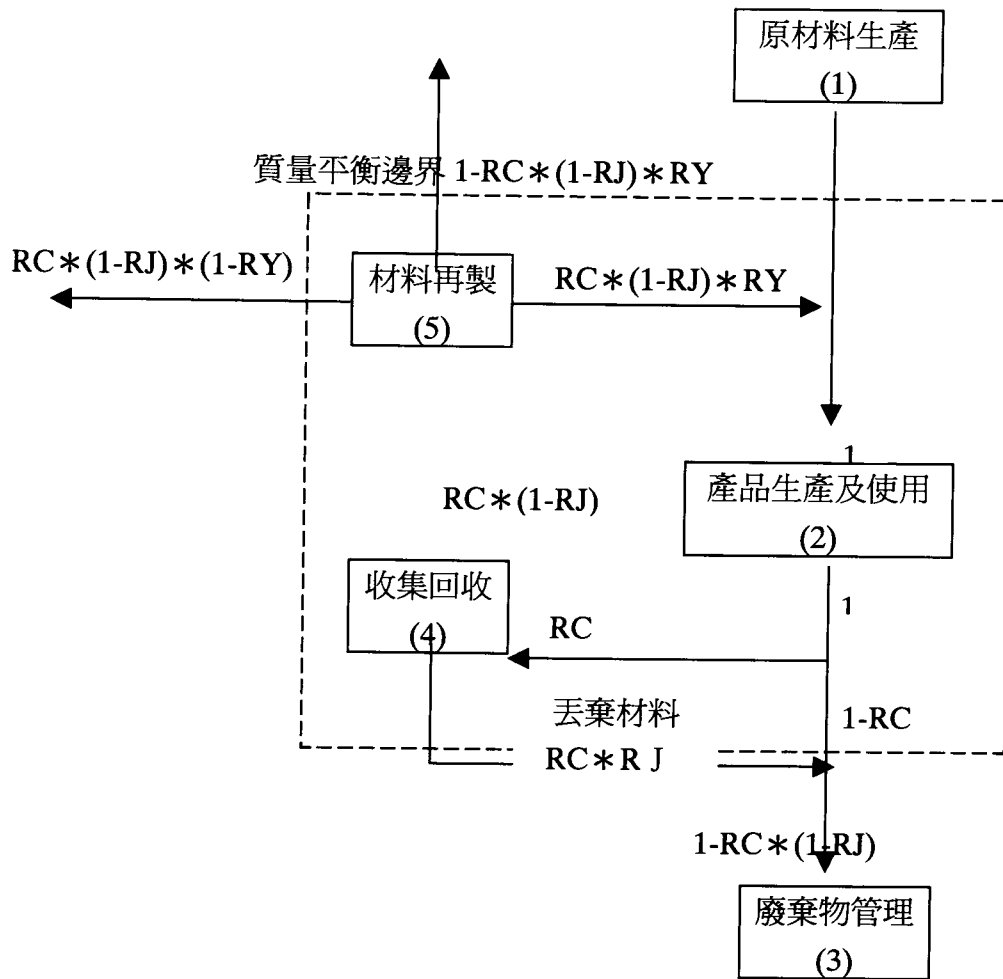 原材料生產
(1)
質量平衡邊界 1-RC*(1-RJ)*RY
RC*(1-RJ)*(1-RY)
材料再製
(5)
RC*(1-RJ)*RY
1
產品生產及使用
(2)
RC*(1-RJ)
收集回收
(4)
1
RC
丟棄材料
1-RC
RC*R J
1-RC*(1-RJ)
廢棄物管理
(3)